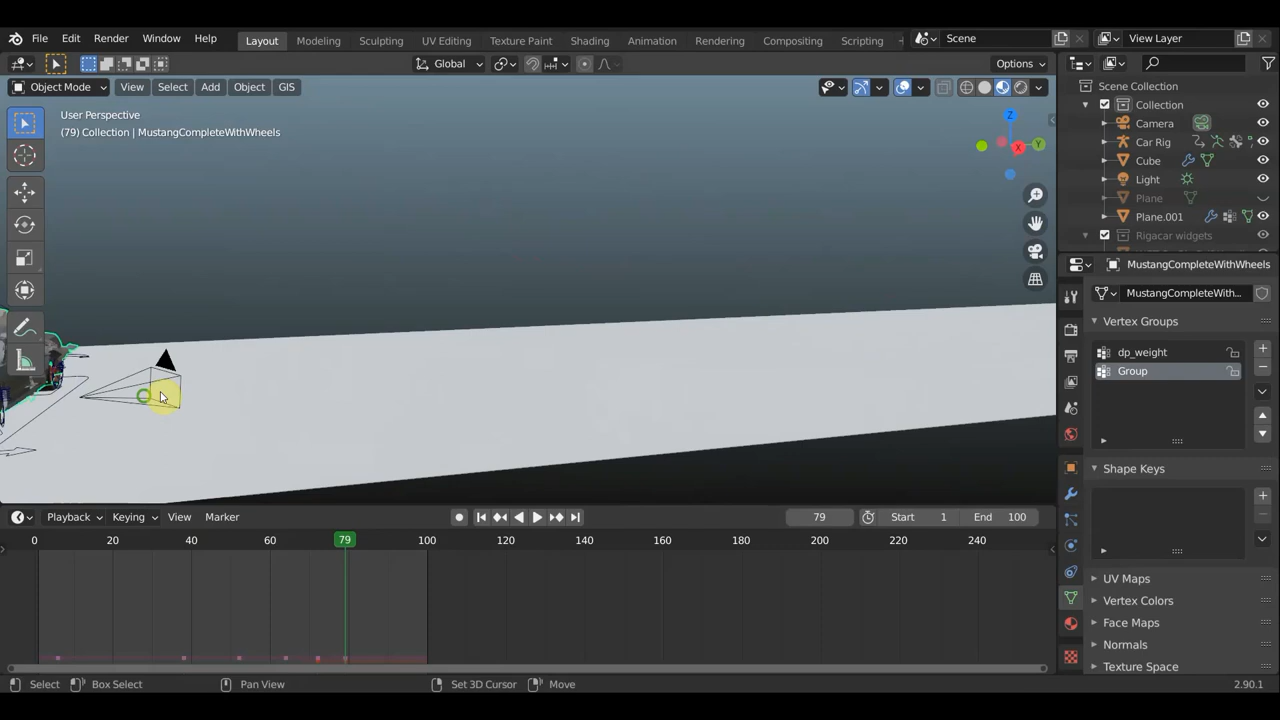 File Edit Render Window Help Layout Modeling Sculpting UV Editing Texture Paint Shading Animation Rendering Compositing Scripting Scene View Layer
Global Options
Object Mode View Select Add Object GIS
Scene Collection
User Perspective
(79) Collection | MustangCompleteWithWheels
Collection
Camera
Car Rig
Cube
Light
Plane
Plane.001
Rigacar widgets
X Y Z
MustangCompleteWithWheels
MustangCompleteWith...
Vertex Groups
dp_weight
Group
Shape Keys
UV Maps
Vertex Colors
Face Maps
Normals
Texture Space
Playback Keying View Marker 79 Start 1 End 100
0 20 40 60 79 100 120 140 160 180 200 220 240
Select Box Select Pan View Set 3D Cursor Move 2.90.1